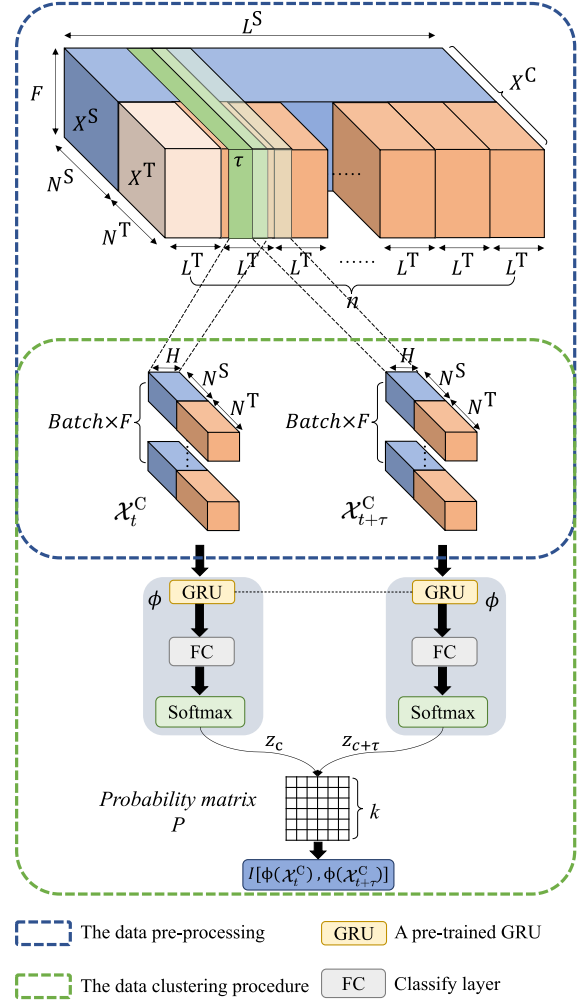 L^S
F
X^S
X^T
X^C
τ
N^S
N^T
.....
L^T L^T L^T ...... L^T L^T L^T
n
H
N^S
N^T
Batch×F
𝒳_t^C
H
N^S
N^T
Batch×F
𝒳_{t+τ}^C
ϕ GRU GRU ϕ
FC FC
Softmax Softmax
z_c z_{c+τ}
Probability matrix
P
k
I[ϕ(𝒳_t^C),ϕ(𝒳_{t+τ}^C)]
The data pre-processing GRU A pre-trained GRU
The data clustering procedure FC Classify layer